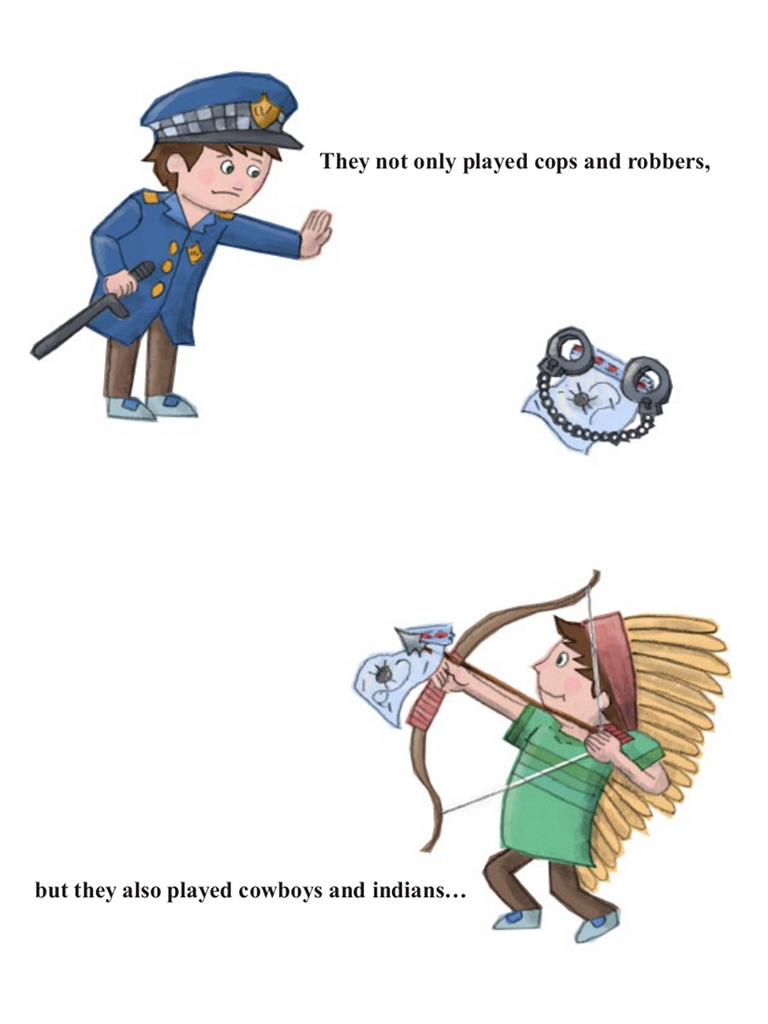 They not only played cops and robbers,
but they also played cowboys and indians…